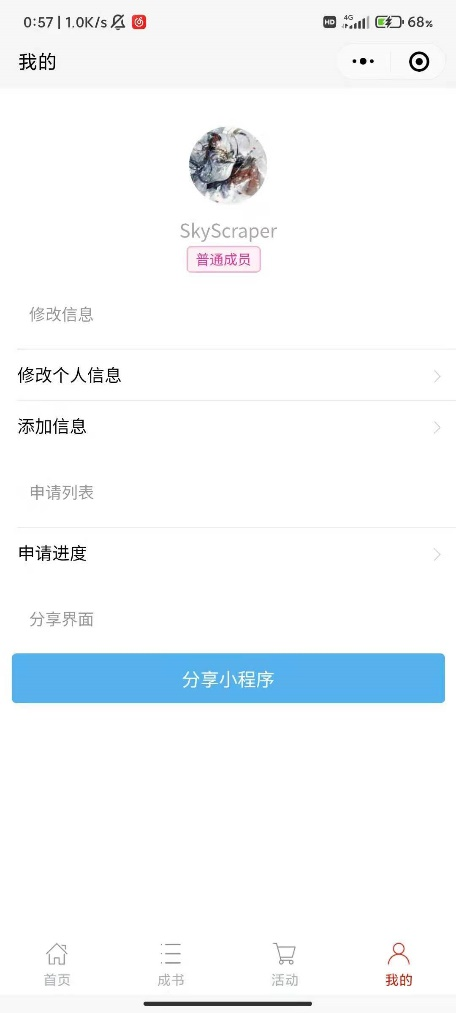 0:57 | 1.0K/s HD 4G 68%
我的
SkyScraper
普通成员
修改信息
修改个人信息
添加信息
申请列表
申请进度
分享界面
分享小程序
首页 成书 活动 我的